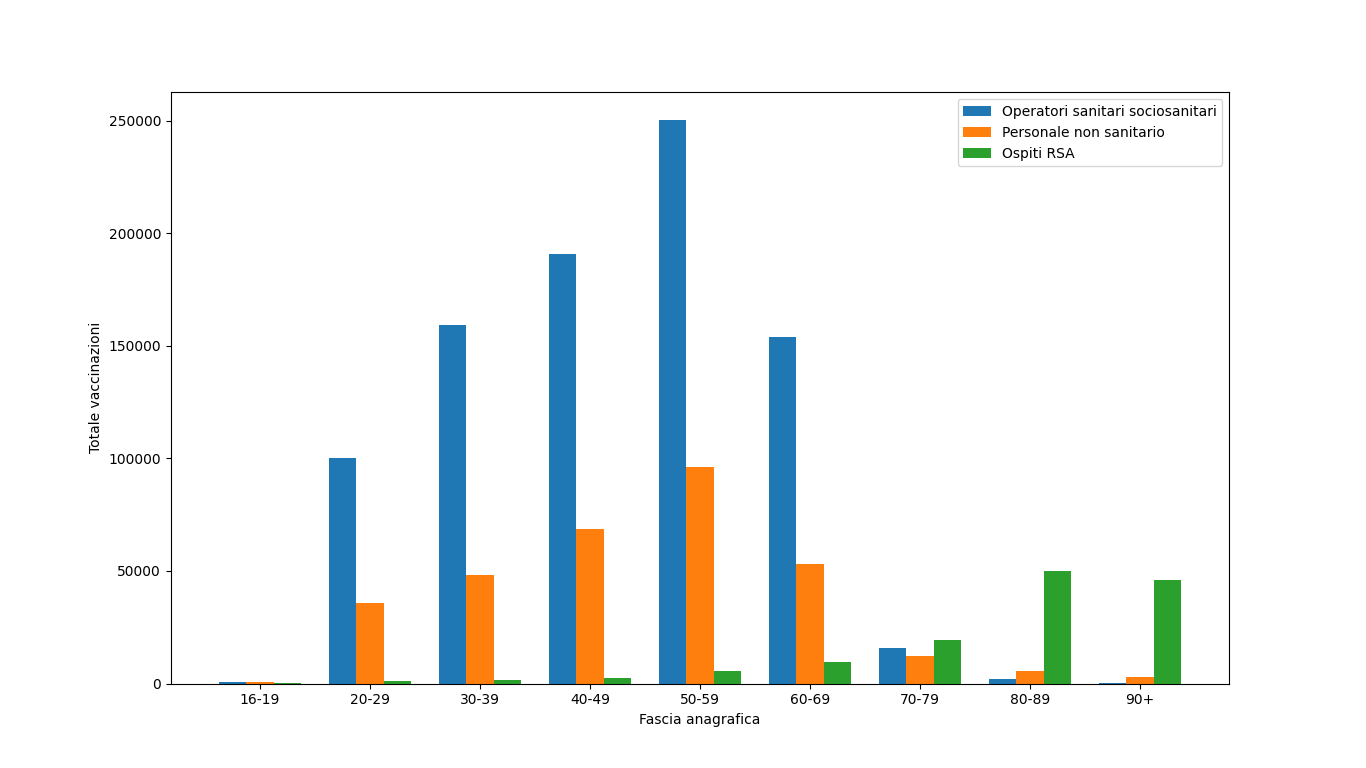 Operatori sanitari sociosanitari
Personale non sanitario
Ospiti RSA
250000
200000
150000
100000
50000
0
Totale vaccinazioni
16-19 20-29 30-39 40-49 50-59 60-69 70-79 80-89 90+
Fascia anagrafica